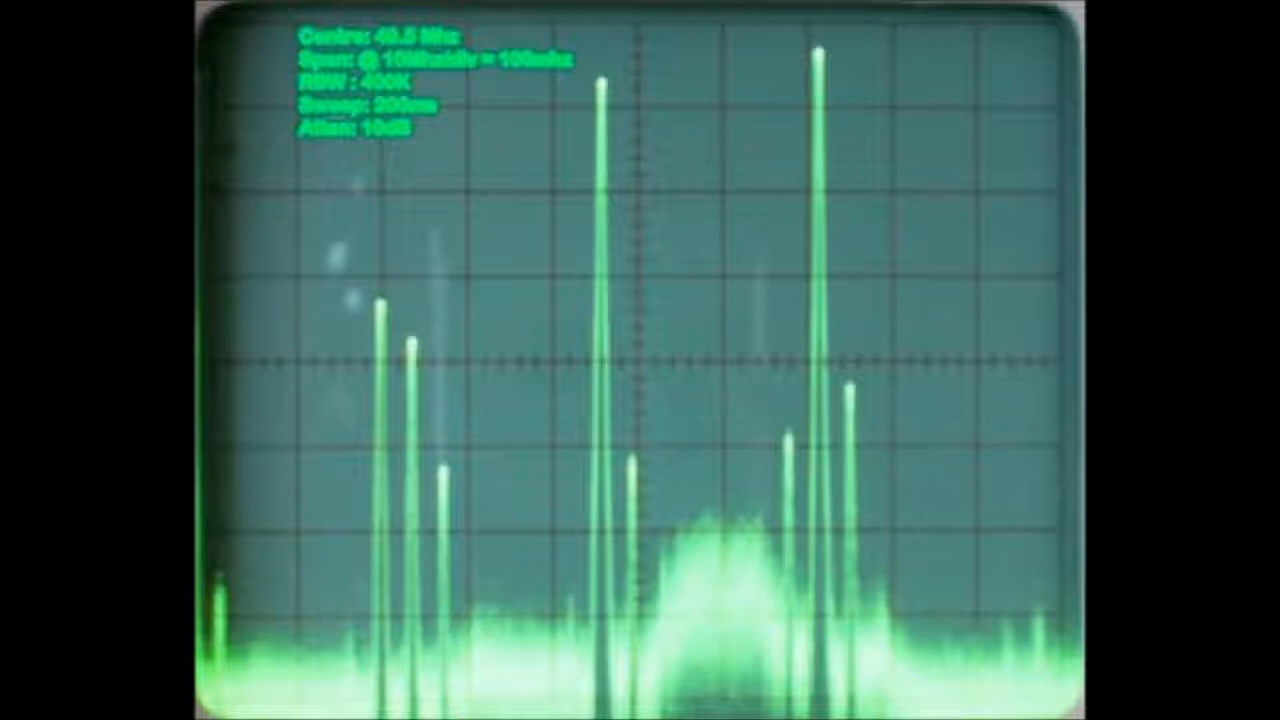 Centre: 49.5 Mhz
Span: @ 10Mhz/div = 100mhz
RBW : 400K
Sweep: 200ms
Atten: 10dB